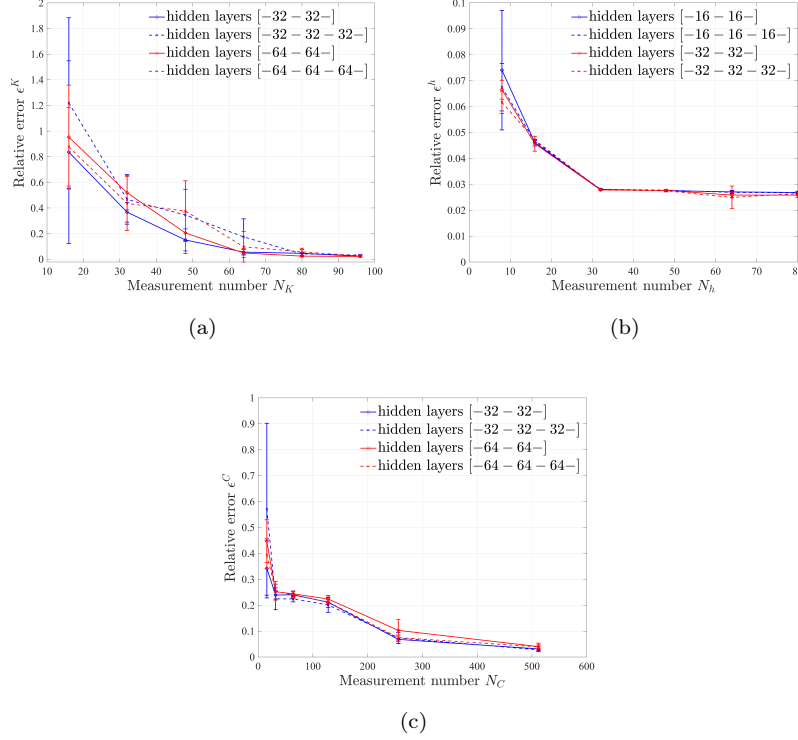 2
1.8
1.6
1.4
1.2
1
0.8
0.6
0.4
0.2
0
Relative error ϵ^K
hidden layers [−32 − 32−]
hidden layers [−32 − 32 − 32−]
hidden layers [−64 − 64−]
hidden layers [−64 − 64 − 64−]
10 20 30 40 50 60 70 80 90 100
Measurement number N_K
(a)
0.1
0.09
0.08
0.07
0.06
0.05
0.04
0.03
0.02
0.01
0
Relative error ϵ^h
hidden layers [−16 − 16−]
hidden layers [−16 − 16 − 16−]
hidden layers [−32 − 32−]
hidden layers [−32 − 32 − 32−]
0 10 20 30 40 50 60 70 80
Measurement number N_h
(b)
1
0.9
0.8
0.7
0.6
0.5
0.4
0.3
0.2
0.1
0
Relative error ϵ^C
hidden layers [−32 − 32−]
hidden layers [−32 − 32 − 32−]
hidden layers [−64 − 64−]
hidden layers [−64 − 64 − 64−]
0 100 200 300 400 500 600
Measurement number N_C
(c)